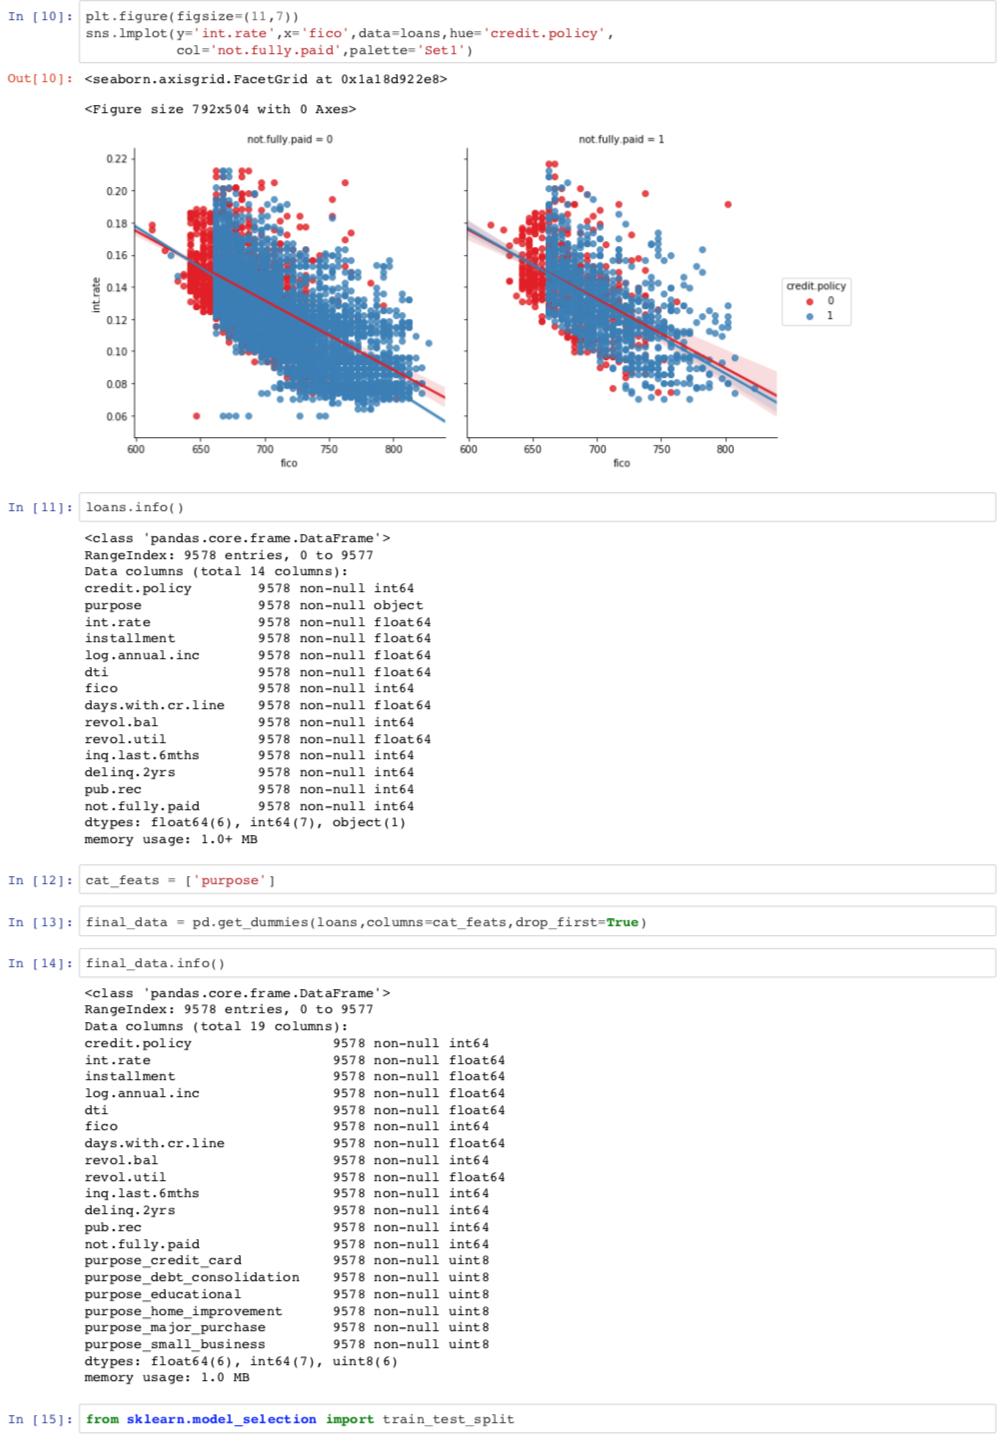 In [10]: plt.figure(figsize=(11,7))
sns.lmplot(y='int.rate',x='fico',data=loans,hue='credit.policy',
col='not.fully.paid',palette='Set1')
Out[10]: <seaborn.axisgrid.FacetGrid at 0x1a18d922e8>
<Figure size 792x504 with 0 Axes>
not.fully.paid = 0
not.fully.paid = 1
0.22
0.20
0.18
0.16
0.14
0.12
0.10
0.08
0.06
int.rate
600 650 700 750 800
fico
600 650 700 750 800
fico
credit.policy
0
1
In [11]: loans.info()
<class 'pandas.core.frame.DataFrame'>
RangeIndex: 9578 entries, 0 to 9577
Data columns (total 14 columns):
credit.policy 9578 non-null int64
purpose 9578 non-null object
int.rate 9578 non-null float64
installment 9578 non-null float64
log.annual.inc 9578 non-null float64
dti 9578 non-null float64
fico 9578 non-null int64
days.with.cr.line 9578 non-null float64
revol.bal 9578 non-null int64
revol.util 9578 non-null float64
inq.last.6mths 9578 non-null int64
delinq.2yrs 9578 non-null int64
pub.rec 9578 non-null int64
not.fully.paid 9578 non-null int64
dtypes: float64(6), int64(7), object(1)
memory usage: 1.0+ MB
In [12]: cat_feats = ['purpose']
In [13]: final_data = pd.get_dummies(loans,columns=cat_feats,drop_first=True)
In [14]: final_data.info()
<class 'pandas.core.frame.DataFrame'>
RangeIndex: 9578 entries, 0 to 9577
Data columns (total 19 columns):
credit.policy 9578 non-null int64
int.rate 9578 non-null float64
installment 9578 non-null float64
log.annual.inc 9578 non-null float64
dti 9578 non-null float64
fico 9578 non-null int64
days.with.cr.line 9578 non-null float64
revol.bal 9578 non-null int64
revol.util 9578 non-null float64
inq.last.6mths 9578 non-null int64
delinq.2yrs 9578 non-null int64
pub.rec 9578 non-null int64
not.fully.paid 9578 non-null int64
purpose_credit_card 9578 non-null uint8
purpose_debt_consolidation 9578 non-null uint8
purpose_educational 9578 non-null uint8
purpose_home_improvement 9578 non-null uint8
purpose_major_purchase 9578 non-null uint8
purpose_small_business 9578 non-null uint8
dtypes: float64(6), int64(7), uint8(6)
memory usage: 1.0 MB
In [15]: from sklearn.model_selection import train_test_split